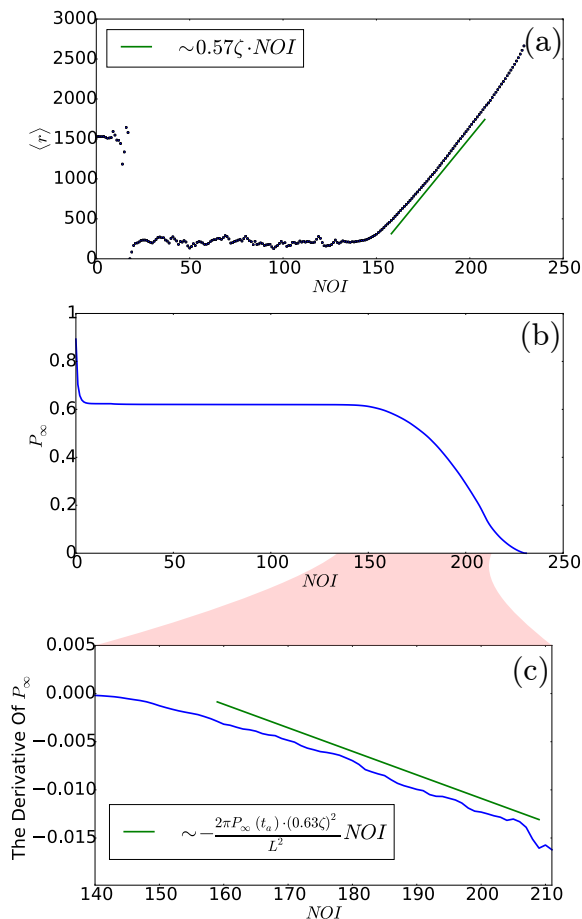 3000
(a)
∼0.57ζ·NOI
2500
2000
1500
⟨r⟩
1000
500
0
0 50 100 150 200 250
NOI
1
(b)
0.8
0.6
P∞
0.4
0.2
0
0 50 100 150 200 250
NOI
0.005
(c)
0.000
−0.005
The Derivative Of P∞
−0.010
−0.015
∼−2πP∞(tₐ)·(0.63ζ)²/L² NOI
140 150 160 170 180 190 200 210
NOI